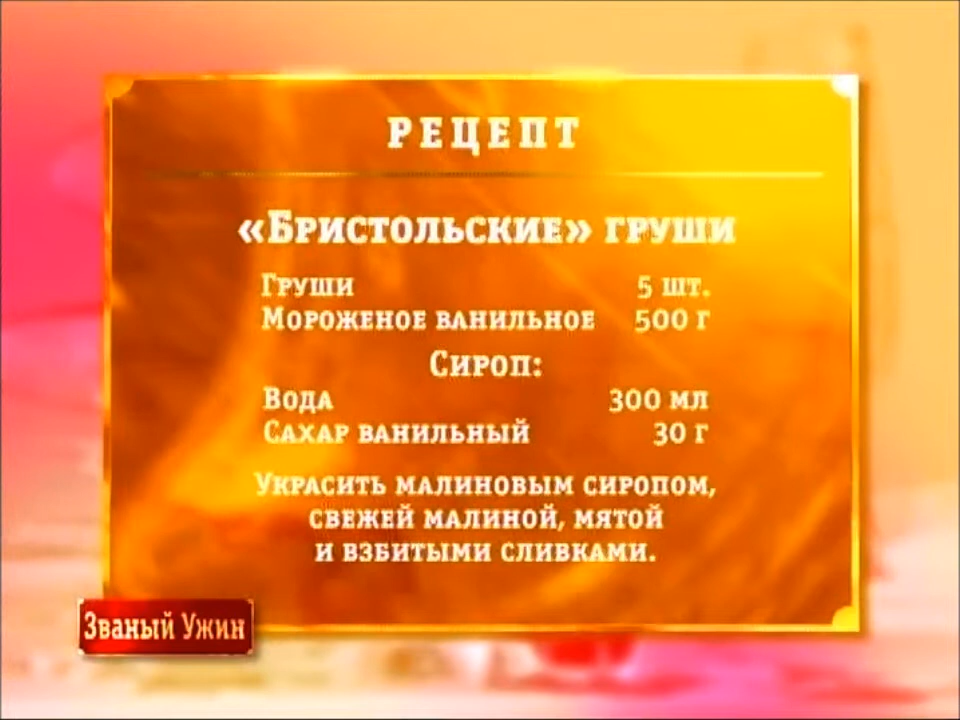 РЕЦЕПТ
«Бристольские» груши
Груши 5 шт.
Мороженое ванильное 500 г
Сироп:
Вода 300 мл
Сахар ванильный 30 г
Украсить малиновым сиропом,
свежей малиной, мятой
и взбитыми сливками.
Званый Ужин